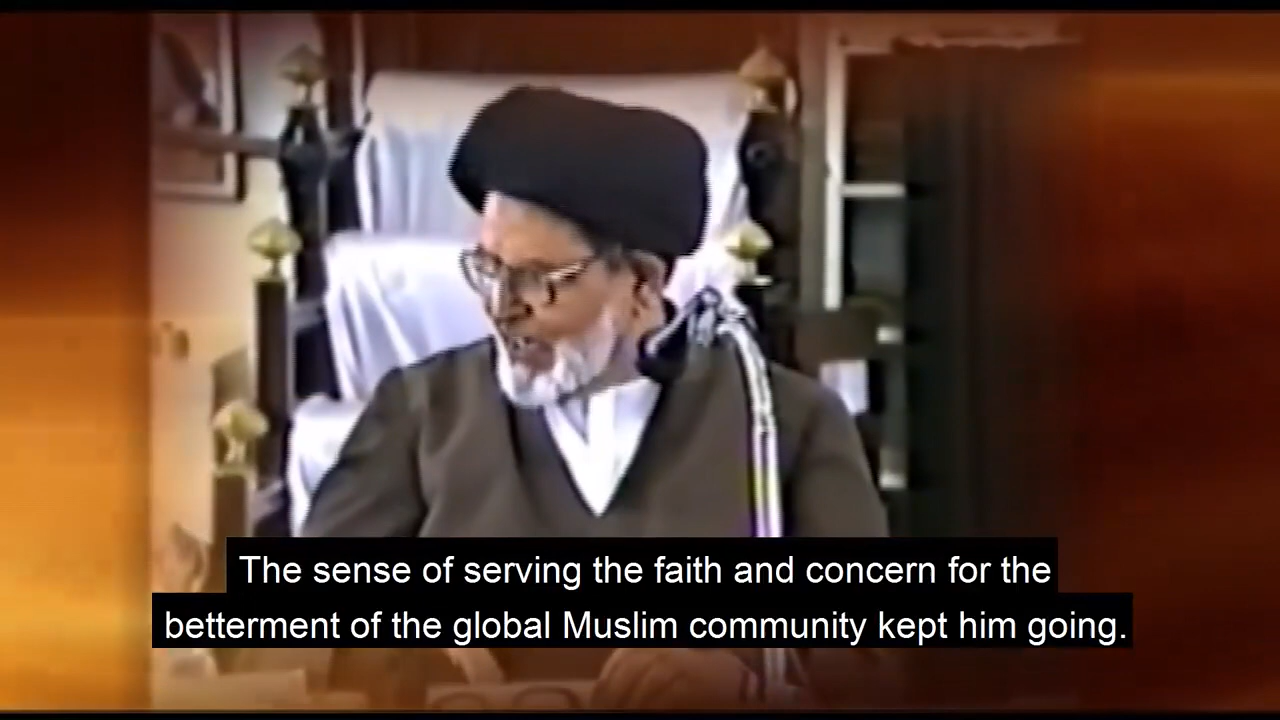 The sense of serving the faith and concern for the
betterment of the global Muslim community kept him going.